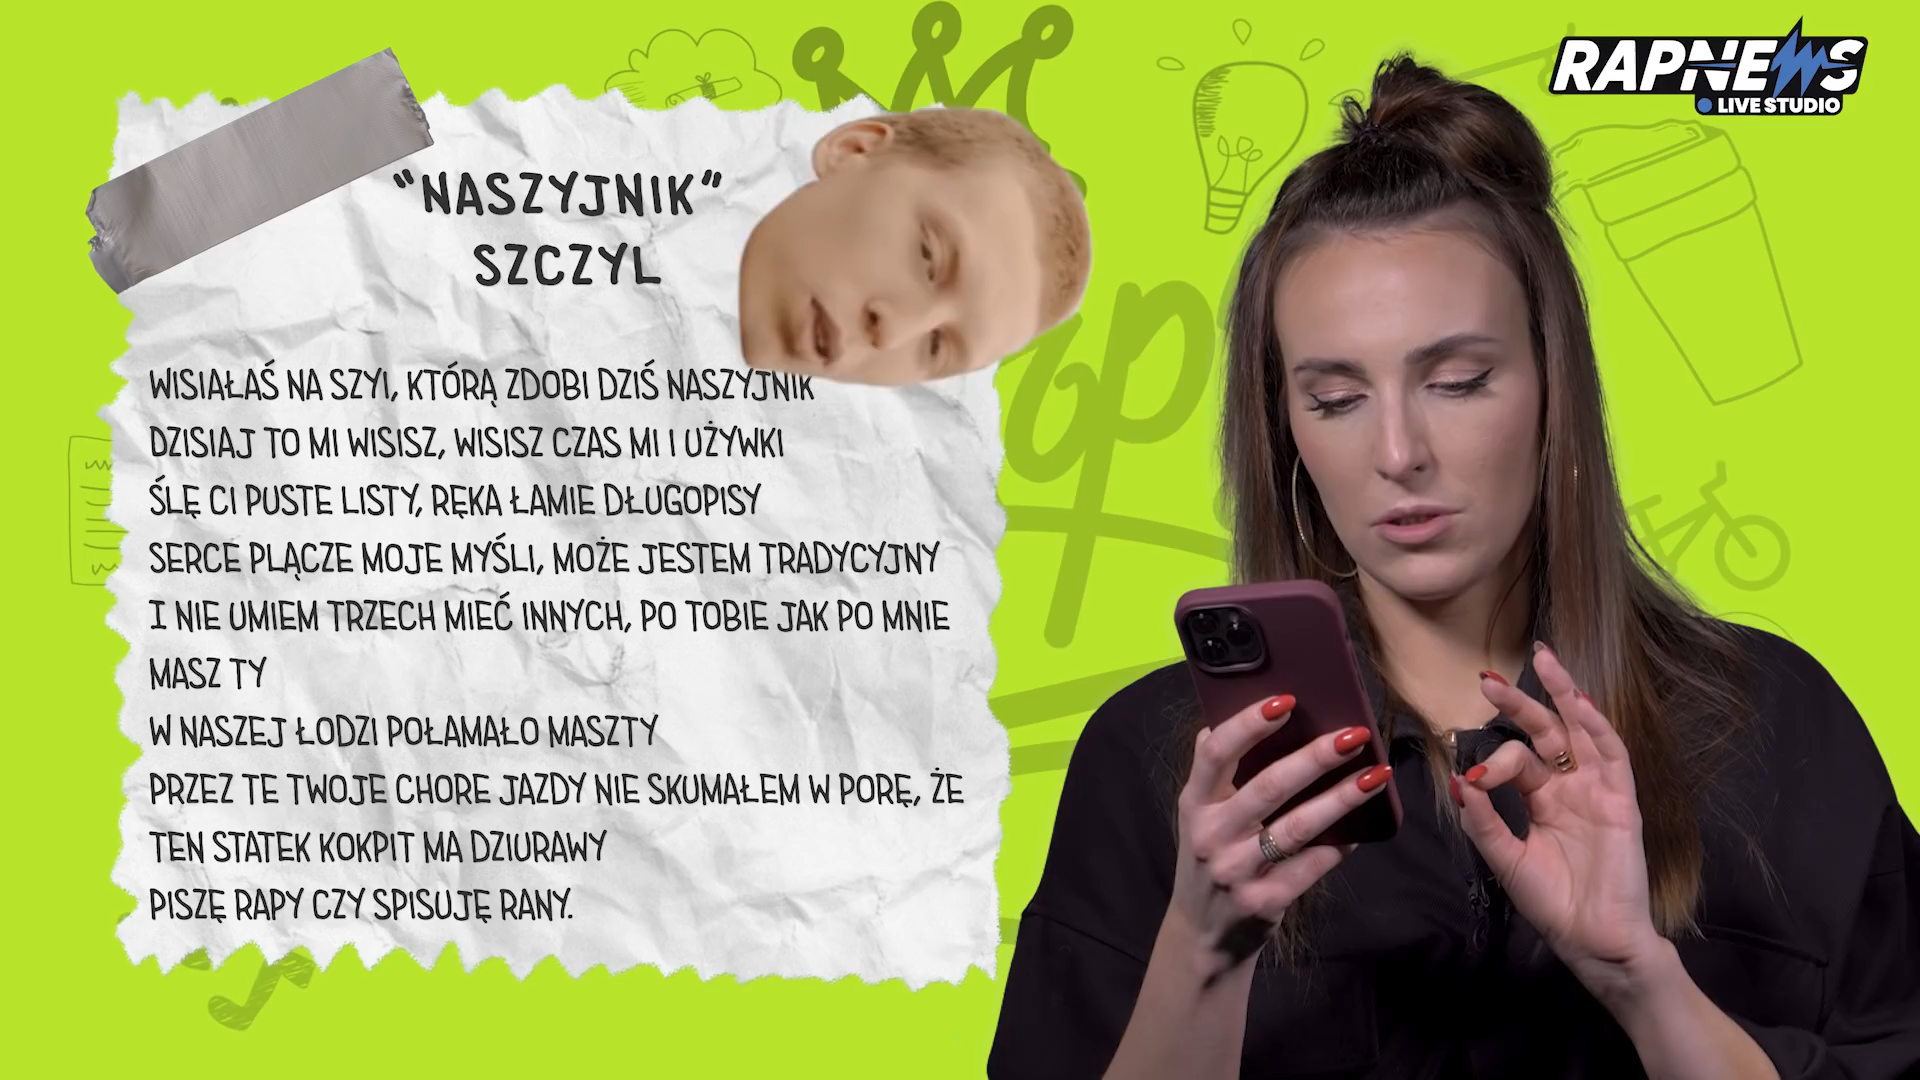 RAPNEWS
LIVE STUDIO
"NASZYJNIK"
SZCZYL
WISIAŁAŚ NA SZYI, KTÓRĄ ZDOBI DZIŚ NASZYJNIK
DZISIAJ TO MI WISISZ, WISISZ CZAS MI I UŻYWKI
ŚLĘ CI PUSTE LISTY, RĘKA ŁAMIE DŁUGOPISY
SERCE PLĄCZE MOJE MYŚLI, MOŻE JESTEM TRADYCYJNY
I NIE UMIEM TRZECH MIEĆ INNYCH, PO TOBIE JAK PO MNIE
MASZ TY
W NASZEJ ŁODZI POŁAMAŁO MASZTY
PRZEZ TE TWOJE CHORE JAZDY NIE SKUMAŁEM W PORĘ, ŻE
TEN STATEK KOKPIT MA DZIURAWY
PISZĘ RAPY CZY SPISUJĘ RANY.